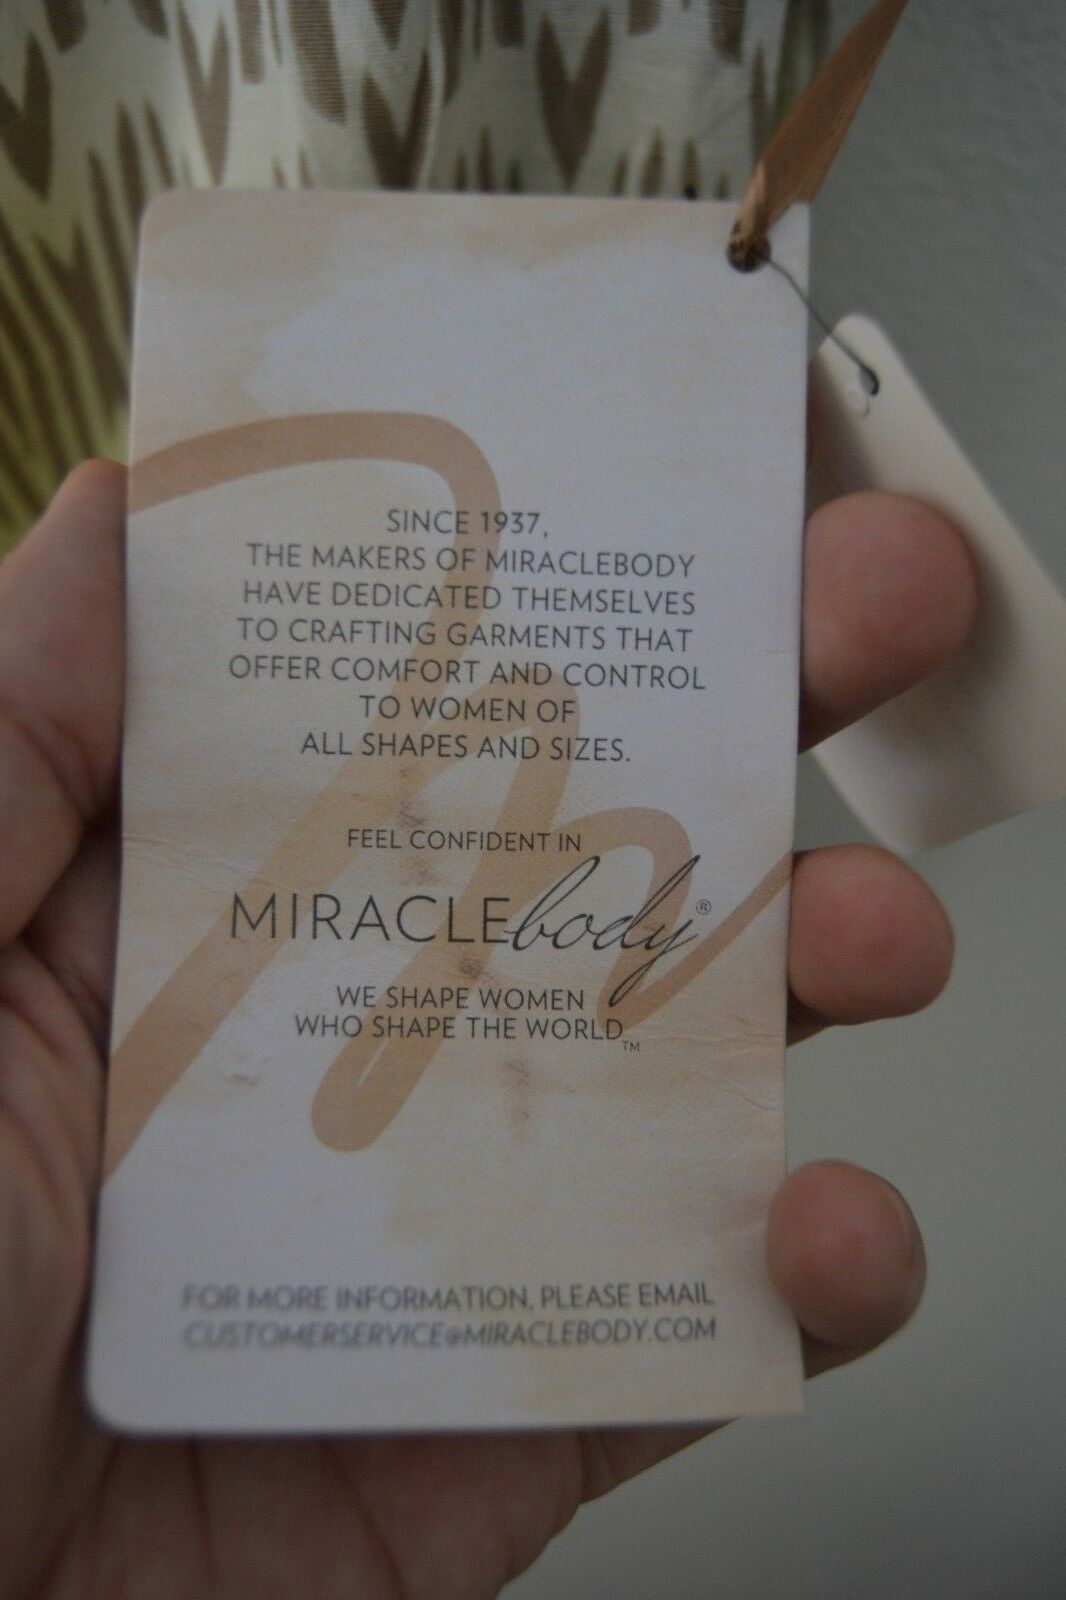 SINCE 1937,
THE MAKERS OF MIRACLEBODY
HAVE DEDICATED THEMSELVES
TO CRAFTING GARMENTS THAT
OFFER COMFORT AND CONTROL
TO WOMEN OF
ALL SHAPES AND SIZES.
FEEL CONFIDENT IN
MIRACLEbody®
WE SHAPE WOMEN
WHO SHAPE THE WORLD™
FOR MORE INFORMATION, PLEASE EMAIL
CUSTOMERSERVICE@MIRACLEBODY.COM